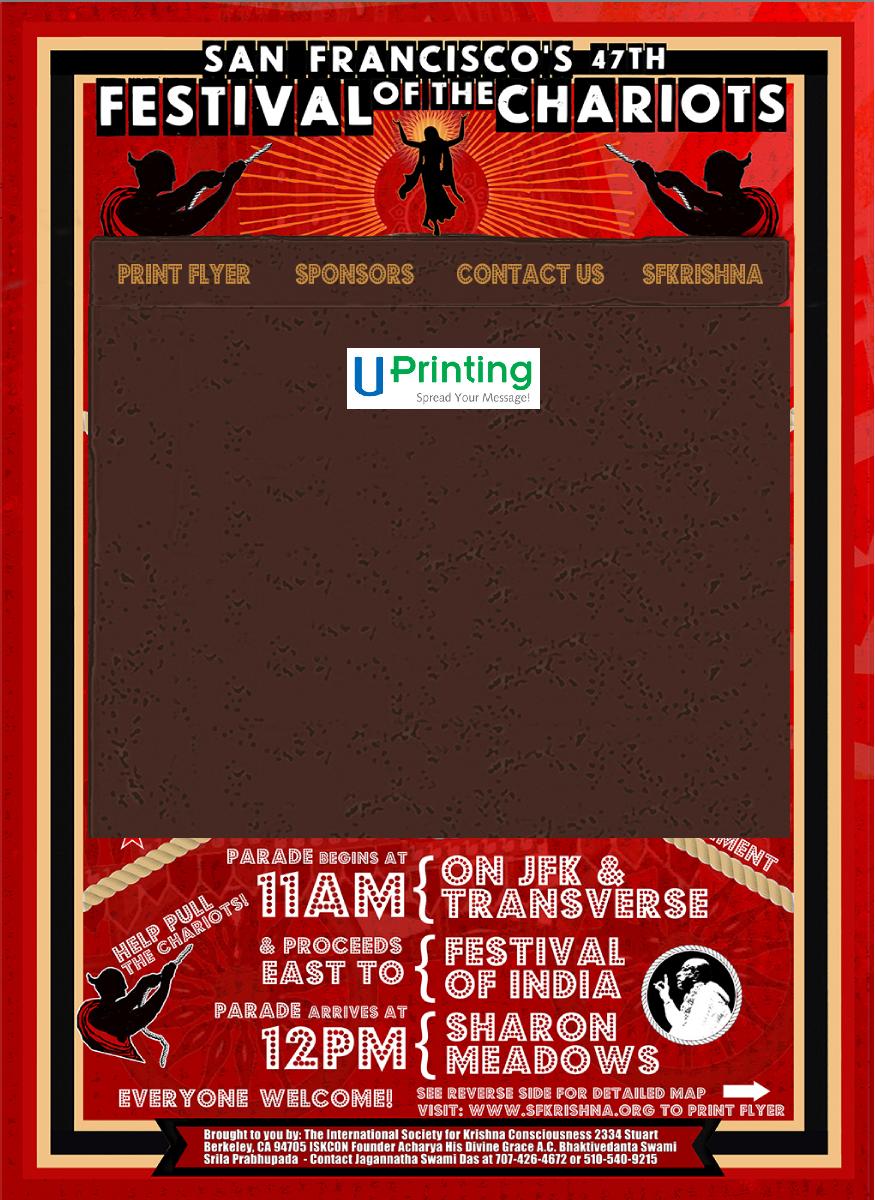 SAN FRANCISCO'S 47TH
FESTIVAL OF THE CHARIOTS
PRINT FLYER SPONSORS CONTACT US SFKRISHNA
UPrinting
Spread Your Message!
PARADE BEGINS AT
11AM { ON JFK &
TRANSVERSE
HELP PULL
THE CHARIOTS!
& PROCEEDS
EAST TO { FESTIVAL
OF INDIA
PARADE ARRIVES AT
12PM { SHARON
MEADOWS
EVERYONE WELCOME!
SEE REVERSE SIDE FOR DETAILED MAP
VISIT: WWW.SFKRISHNA.ORG TO PRINT FLYER
Brought to you by: The International Society for Krishna Consciousness 2334 Stuart
Berkeley, CA 94705 ISKCON Founder Acharya His Divine Grace A.C. Bhaktivedanta Swami
Srila Prabhupada - Contact Jagannatha Swami Das at 707-426-4672 or 510-540-9215